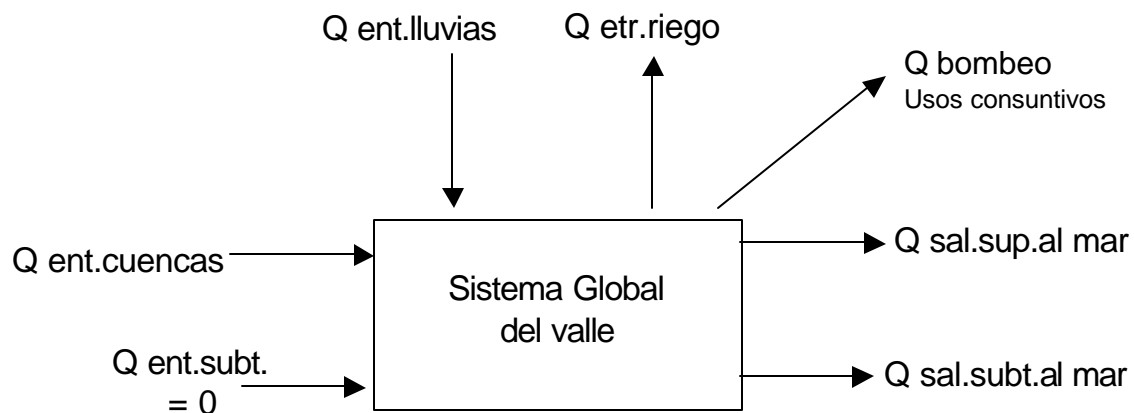 Q ent.lluvias
Q etr.riego
Q bombeo
Usos consuntivos
Q ent.cuencas
Sistema Global
del valle
Q sal.sup.al mar
Q ent.subt.
= 0
Q sal.subt.al mar